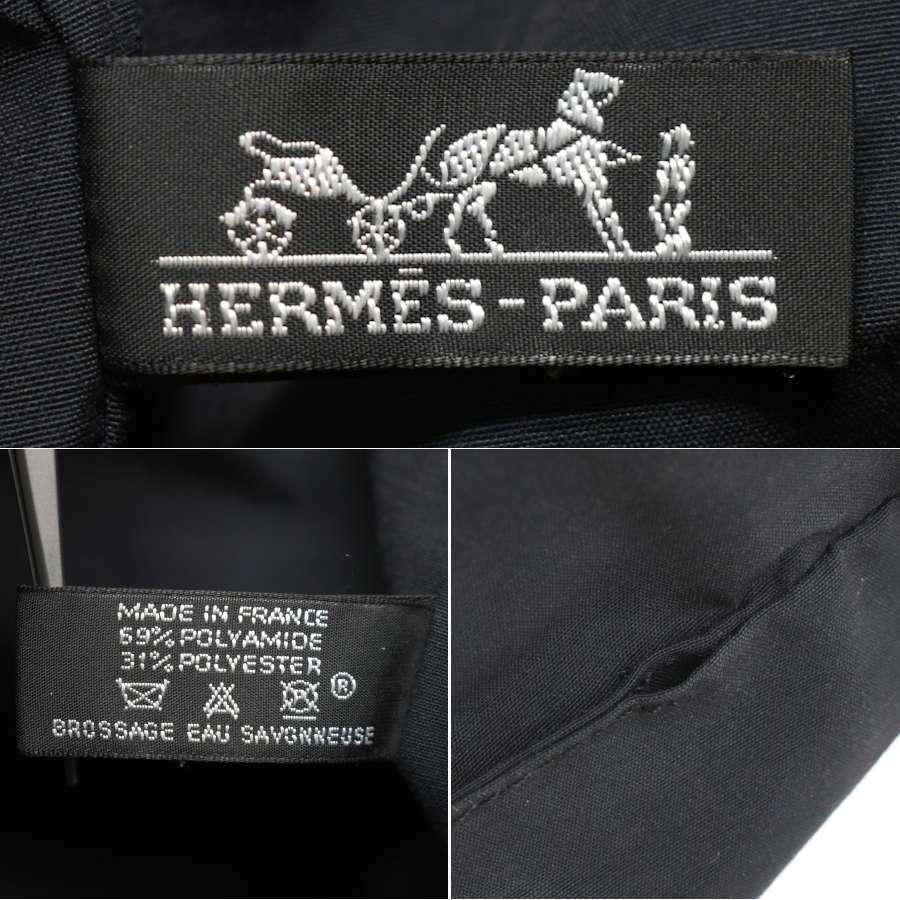 HERMÈS-PARIS
MADE IN FRANCE
69% POLYAMIDE
31% POLYESTER
P ®
BROSSAGE EAU SAVONNEUSE